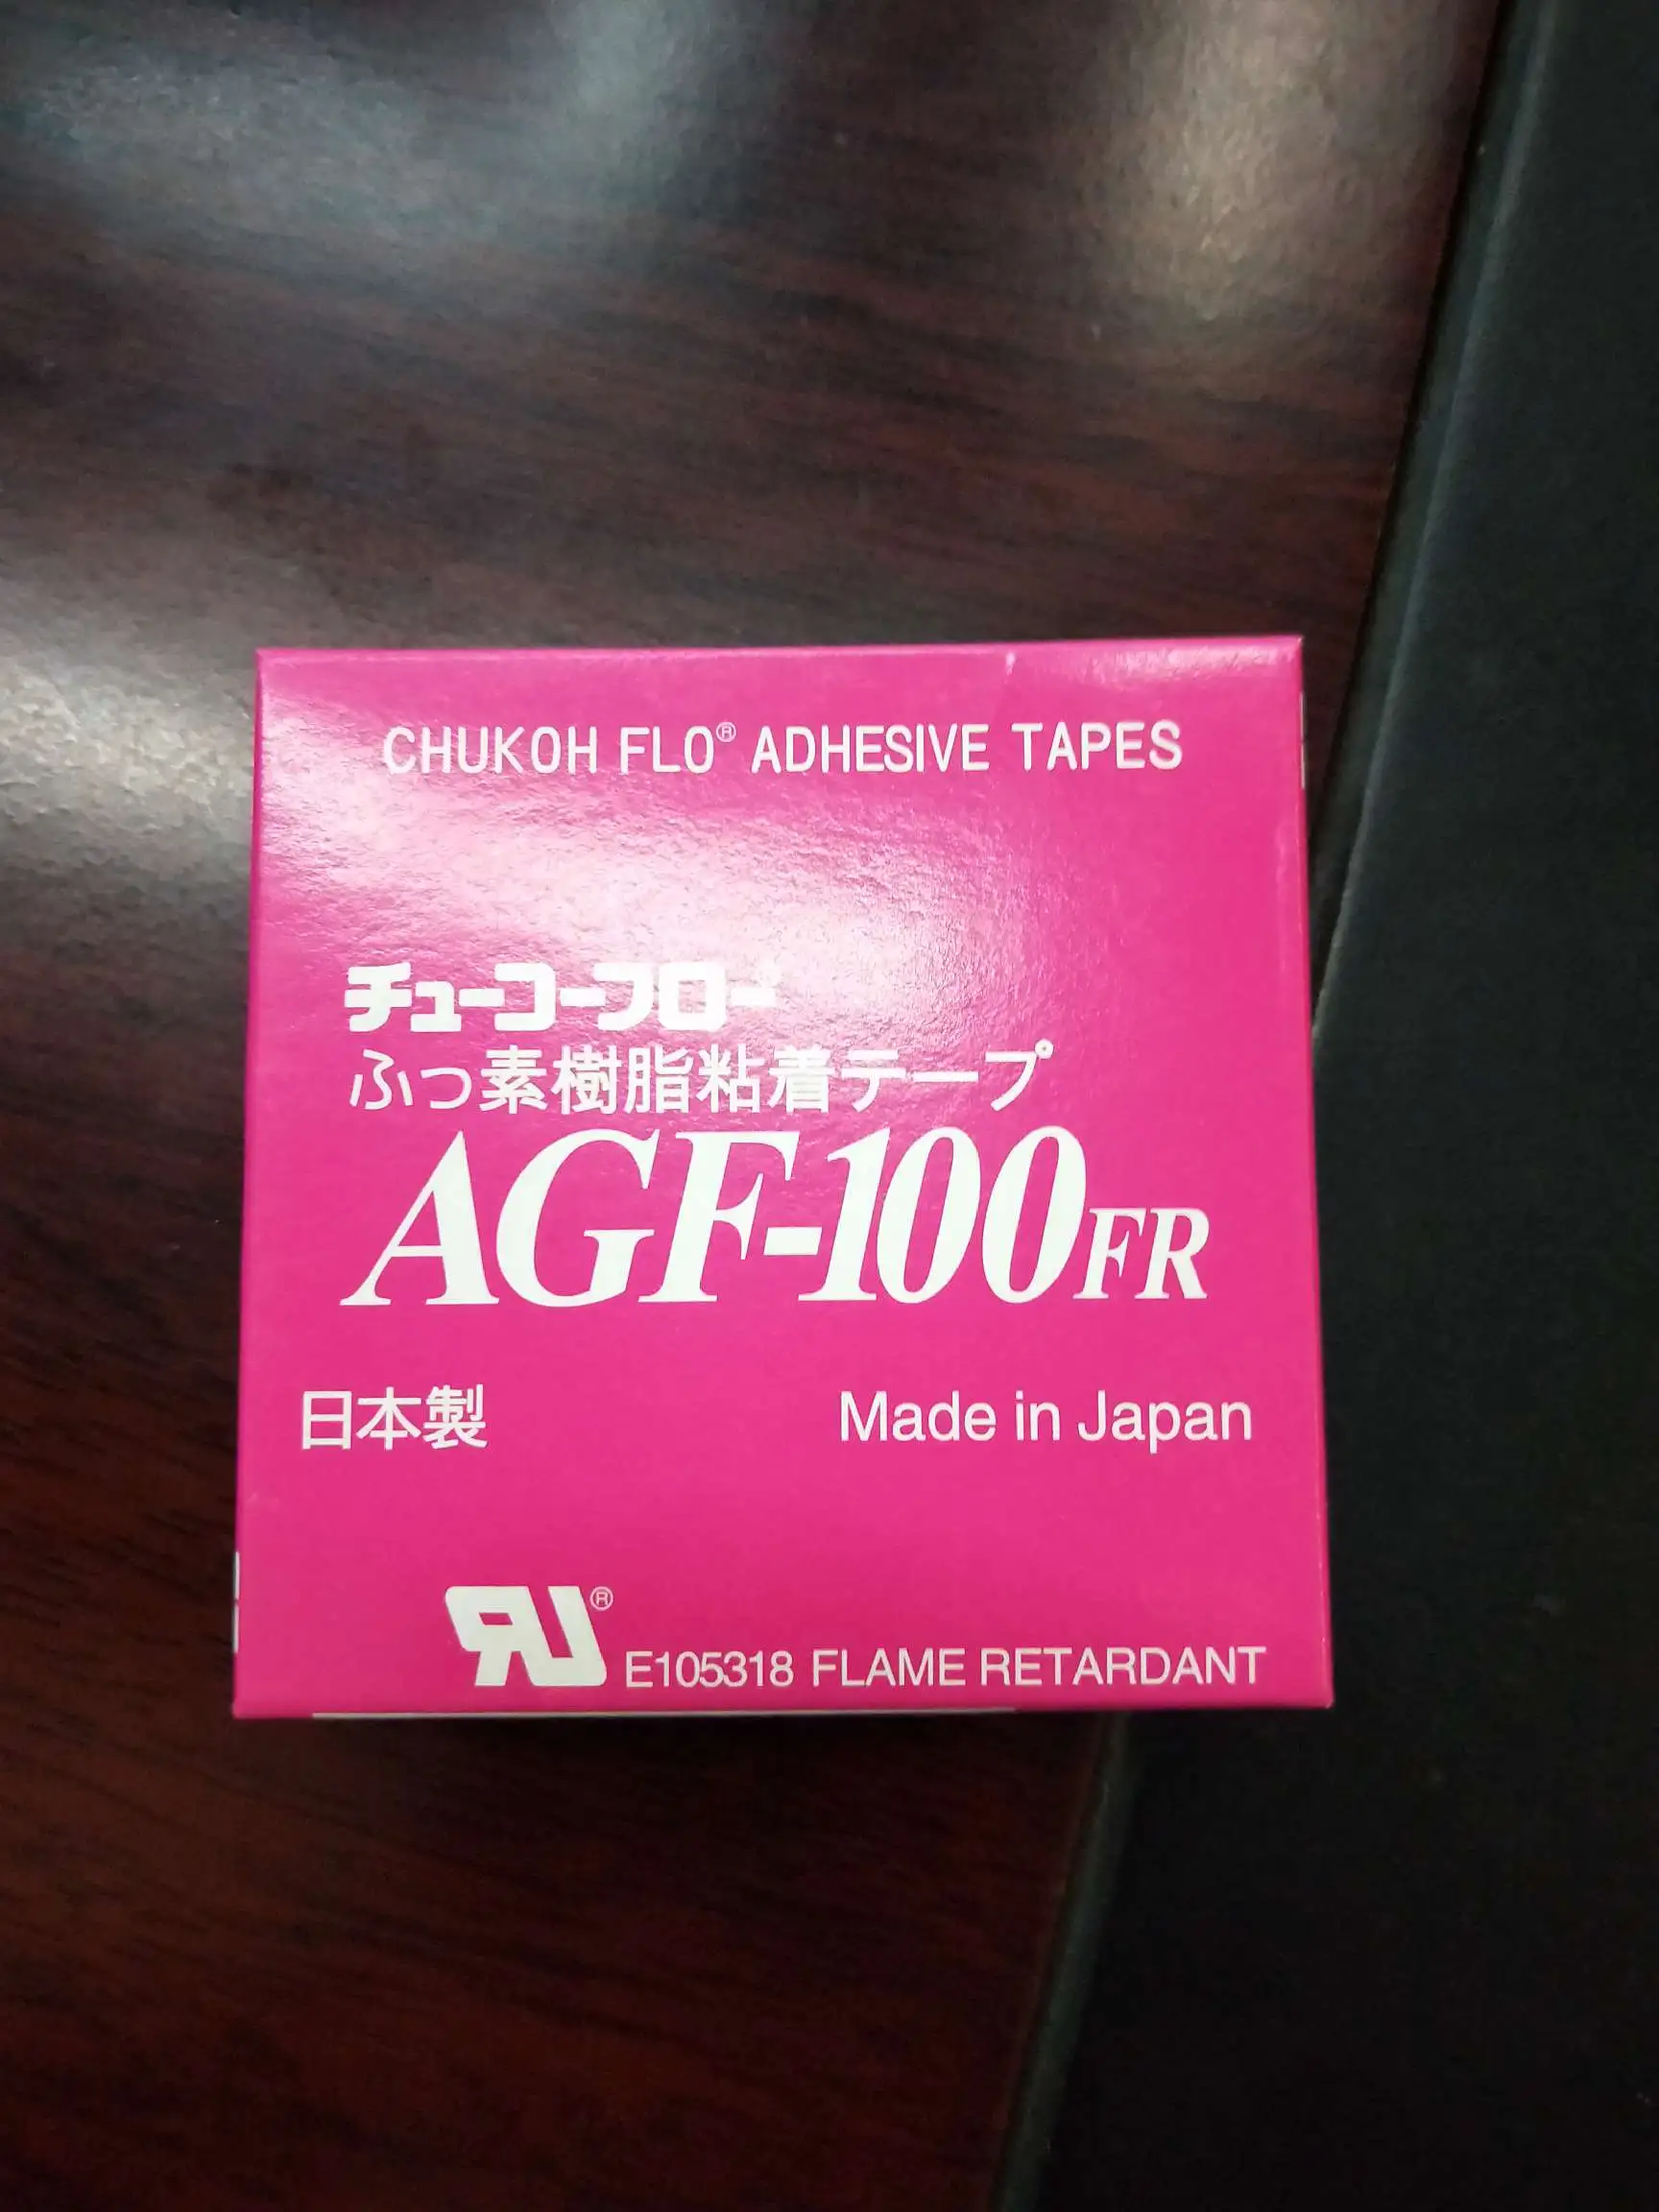 CHUKOH FLO® ADHESIVE TAPES
チューコーフロー
ふっ素樹脂粘着テープ
AGF-100FR
日本製 Made in Japan
RU® E105318 FLAME RETARDANT